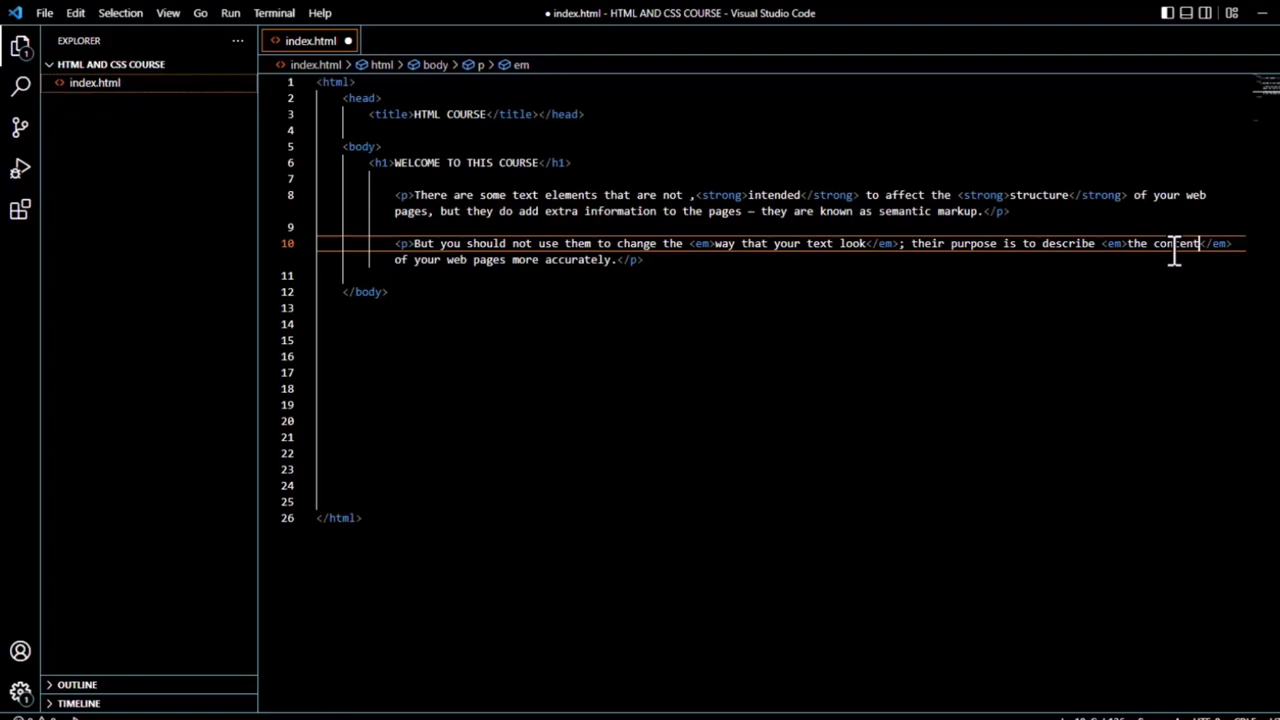 File Edit Selection View Go Run Terminal Help ● index.html - HTML AND CSS COURSE - Visual Studio Code
EXPLORER ···
HTML AND CSS COURSE
index.html
OUTLINE
TIMELINE
1
1
index.html ●
index.html > html > body > p > em
1 <html>
2 <head>
3 <title>HTML COURSE</title></head>
4
5 <body>
6 <h1>WELCOME TO THIS COURSE</h1>
7
8 <p>There are some text elements that are not ,<strong>intended</strong> to affect the <strong>structure</strong> of your web
pages, but they do add extra information to the pages — they are known as semantic markup.</p>
9
10 <p>But you should not use them to change the <em>way that your text look</em>; their purpose is to describe <em>the content</em>
of your web pages more accurately.</p>
11
12 </body>
13
14
15
16
17
18
19
20
21
22
23
24
25
26 </html>